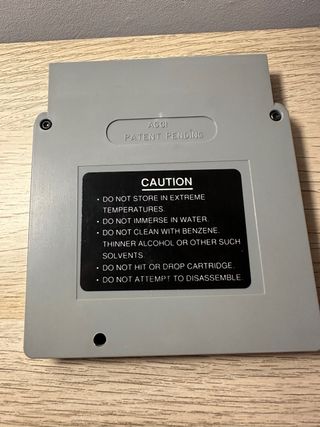 ASCI
PATENT PENDING
CAUTION
• DO NOT STORE IN EXTREME
TEMPERATURES.
• DO NOT IMMERSE IN WATER.
• DO NOT CLEAN WITH BENZENE.
THINNER ALCOHOL OR OTHER SUCH
SOLVENTS
• DO NOT HIT OR DROP CARTRIDGE.
• DO NOT ATTEMPT TO DISASSEMBLE.